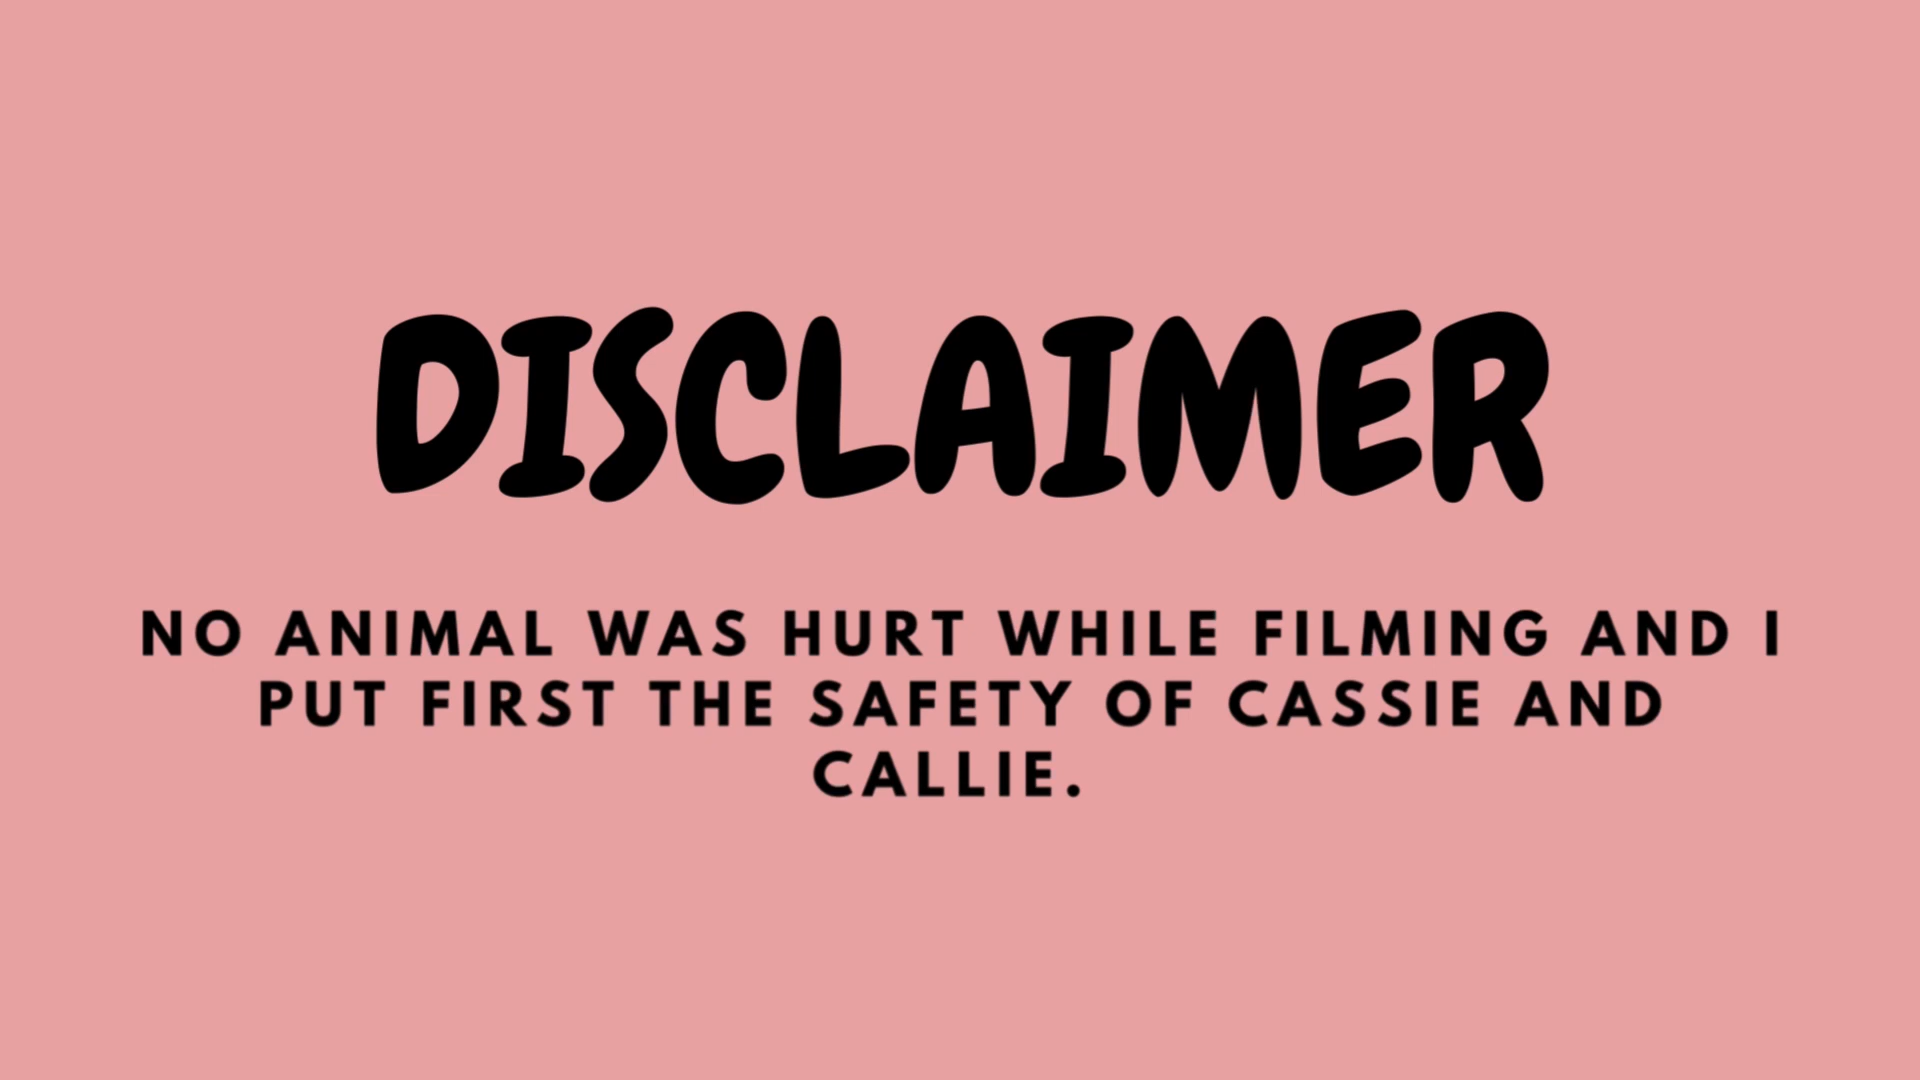 DISCLAIMER
NO ANIMAL WAS HURT WHILE FILMING AND I
PUT FIRST THE SAFETY OF CASSIE AND
CALLIE.